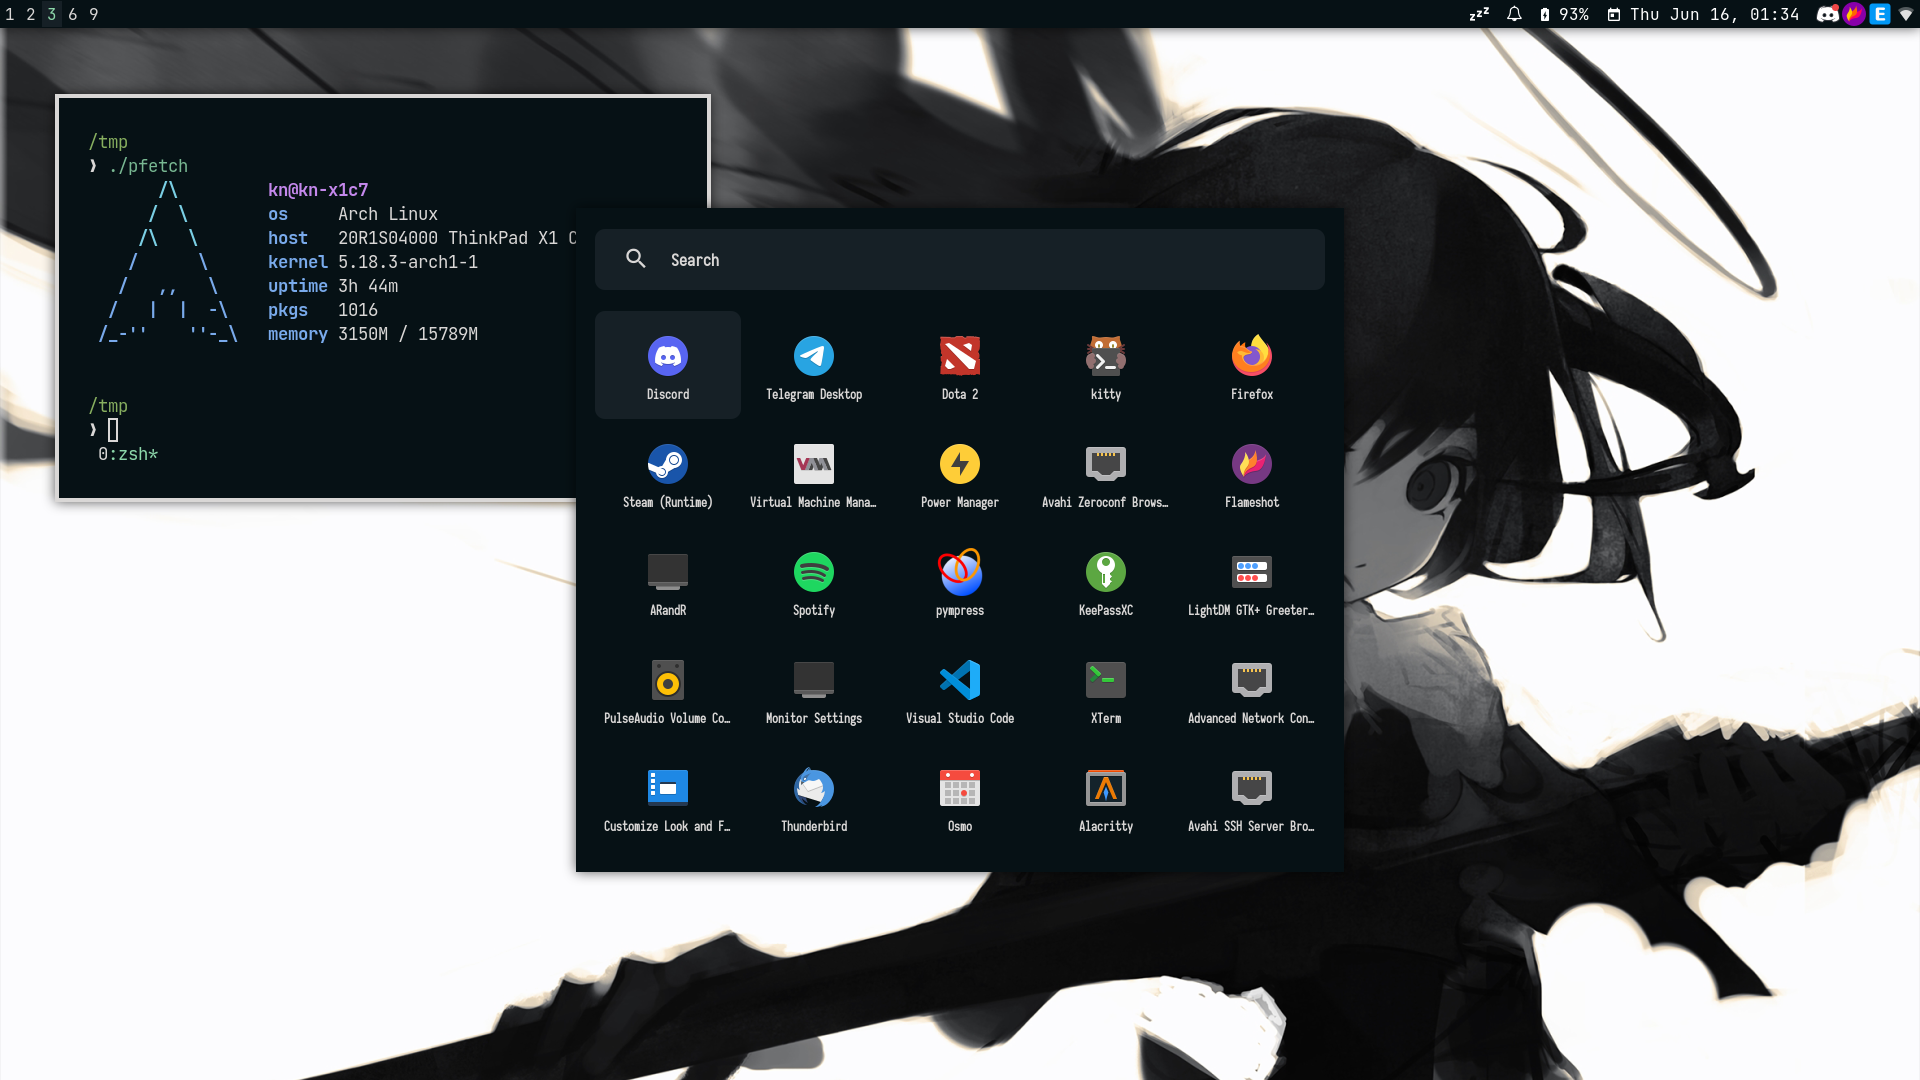 1 2 3 6 9
zzz 93% Thu Jun 16, 01:34 E
/tmp
❯ ./pfetch
/\ kn@kn-x1c7
/ \ os Arch Linux
/\ \ host 20R1S04000 ThinkPad X1 C
/ \ kernel 5.18.3-arch1-1
/ ,, \ uptime 3h 44m
/ | | -\ pkgs 1016
/_-'' ''-_\ memory 3150M / 15789M
/tmp
❯
0:zsh*
Search
Discord Telegram Desktop Dota 2 kitty Firefox
Steam (Runtime) Virtual Machine Mana… Power Manager Avahi Zeroconf Brows… Flameshot
ARandR Spotify pympress KeePassXC LightDM GTK+ Greeter…
PulseAudio Volume Co… Monitor Settings Visual Studio Code XTerm Advanced Network Con…
Customize Look and F… Thunderbird Osmo Alacritty Avahi SSH Server Bro…